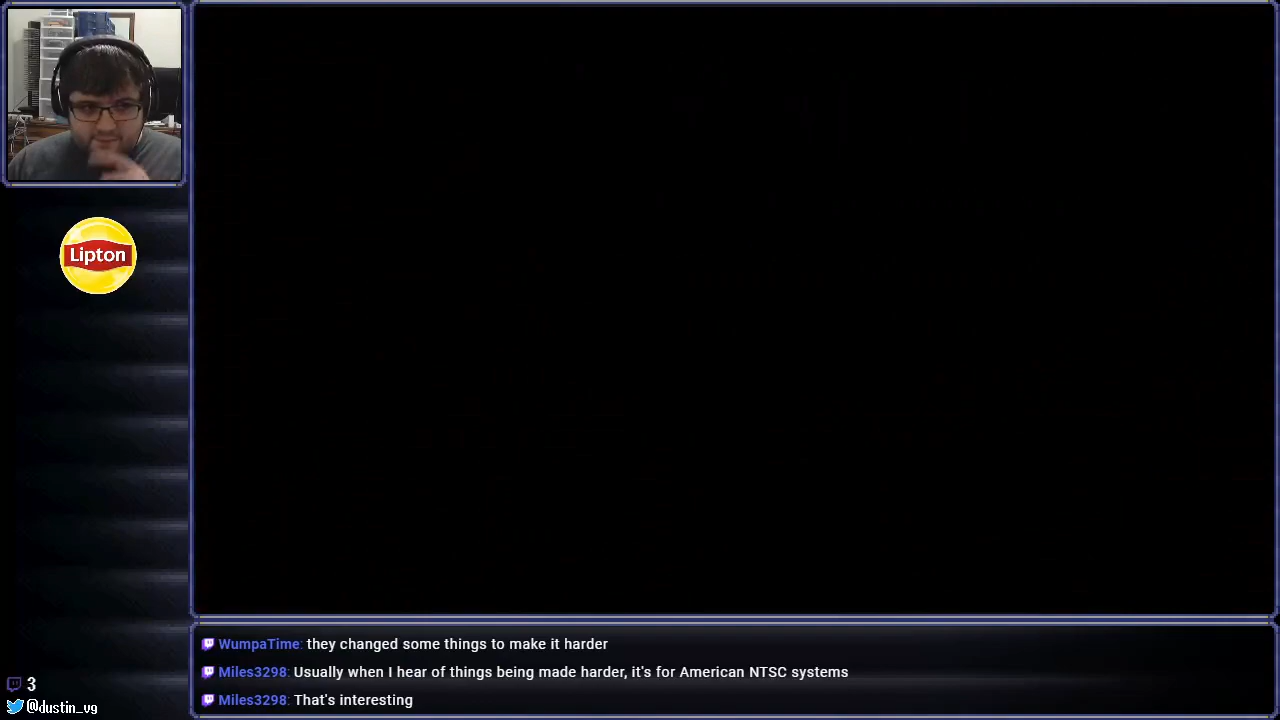 Lipton
WumpaTime: they changed some things to make it harder
Miles3298: Usually when I hear of things being made harder, it's for American NTSC systems
Miles3298: That's interesting
3
@dustin_vg